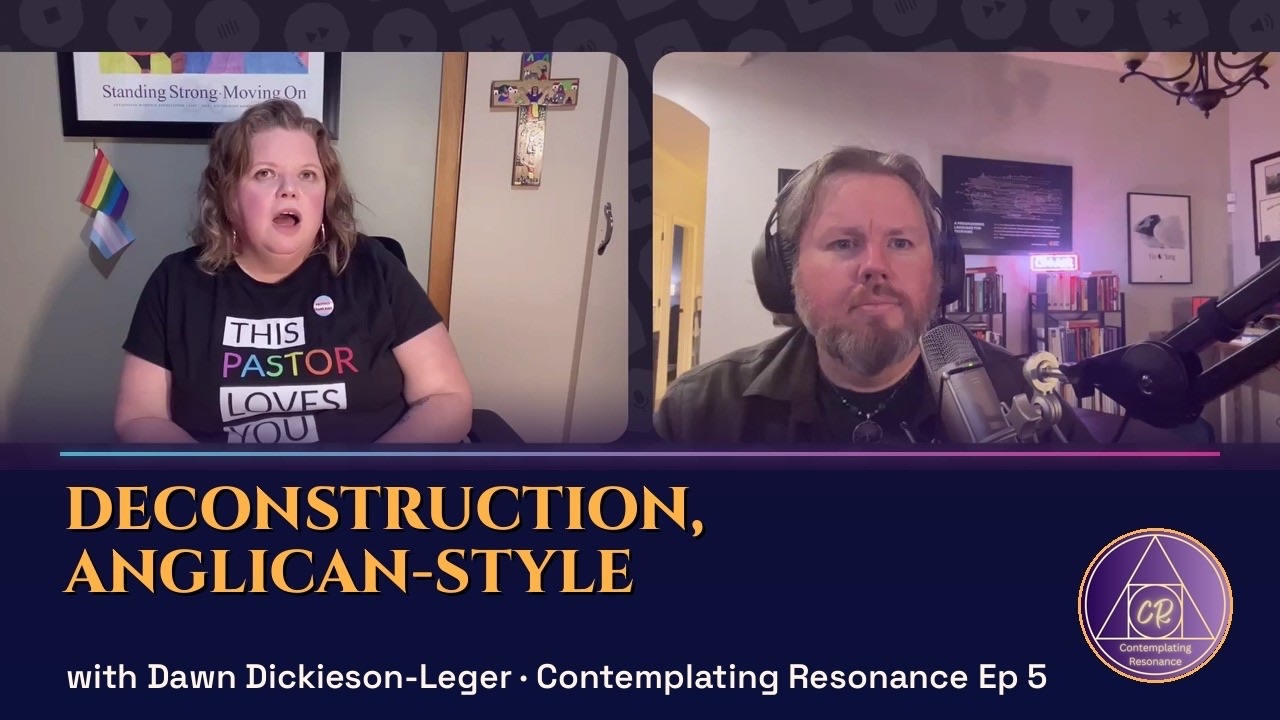 Standing Strong·Moving On
THIS
PASTOR
LOVES
YOU
DECONSTRUCTION,
ANGLICAN-STYLE
with Dawn Dickieson-Leger · Contemplating Resonance Ep 5
CR
Contemplating
Resonance